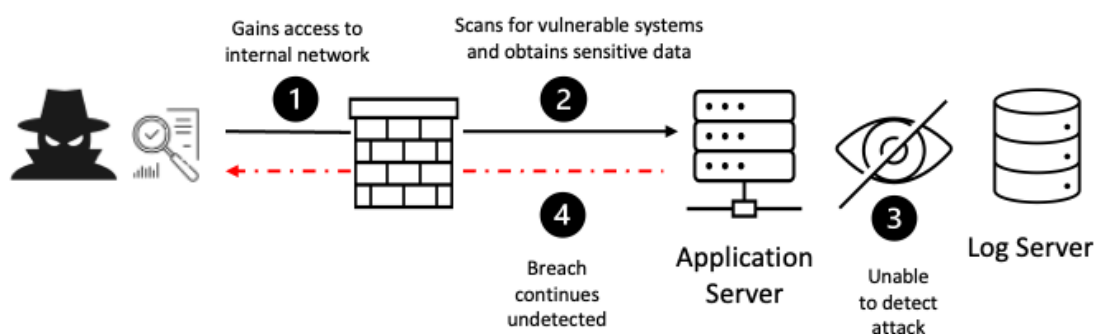 Gains access to
internal network
1
Scans for vulnerable systems
and obtains sensitive data
2
4
Breach
continues
undetected
Application
Server
3
Unable
to detect
attack
Log Server